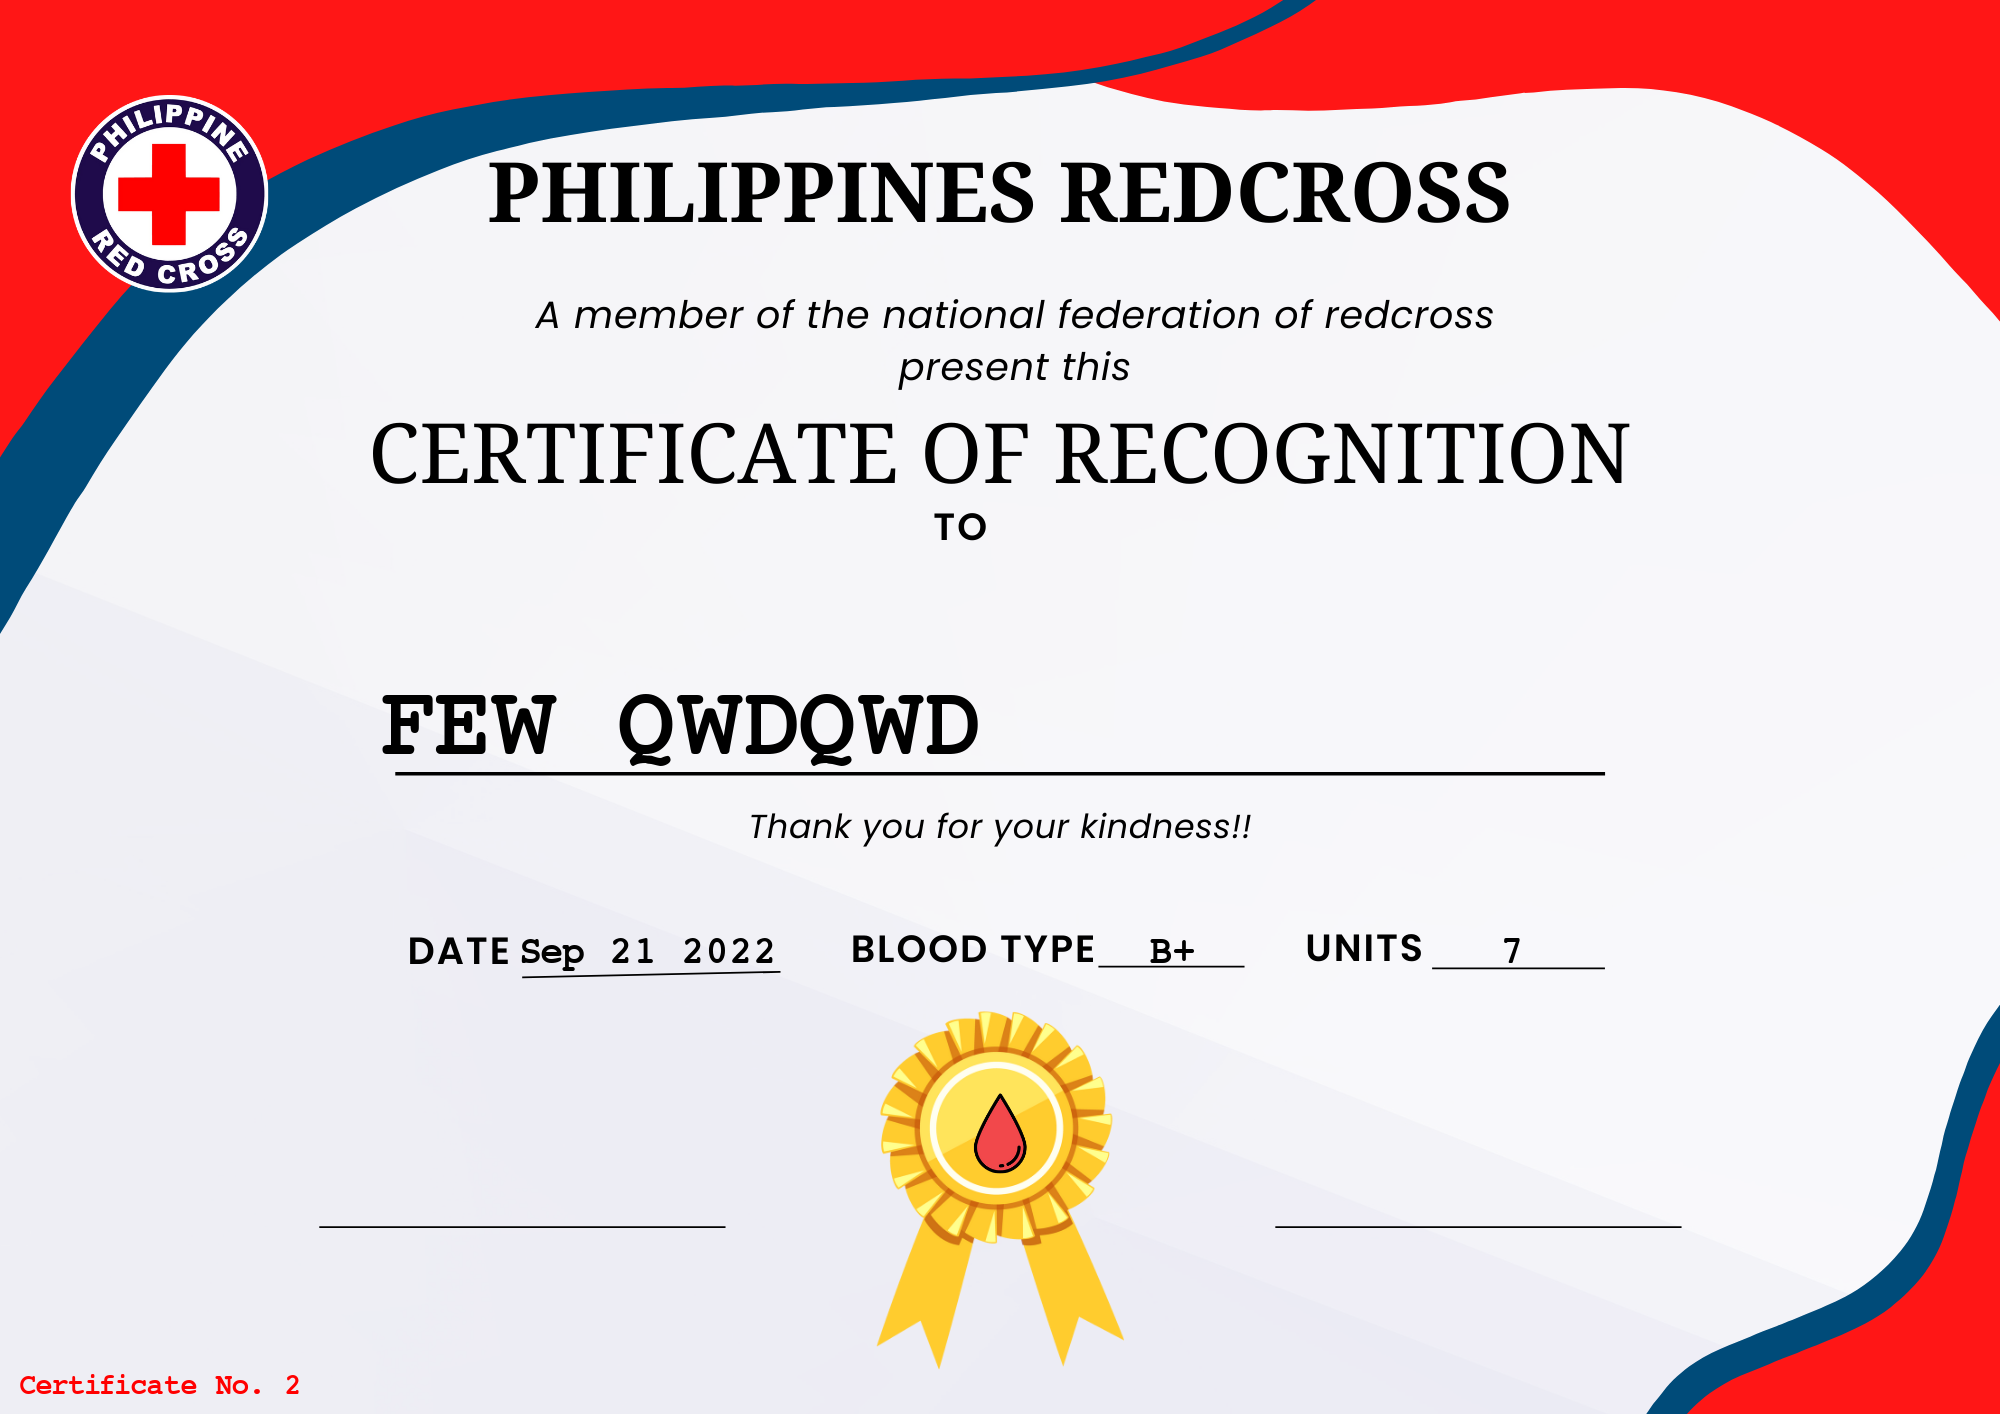 PHILIPPINE
RED CROSS
PHILIPPINES REDCROSS
A member of the national federation of redcross
present this
CERTIFICATE OF RECOGNITION
TO
FEW QWDQWD
Thank you for your kindness!!
DATE Sep 21 2022 BLOOD TYPE B+ UNITS 7
Certificate No. 2